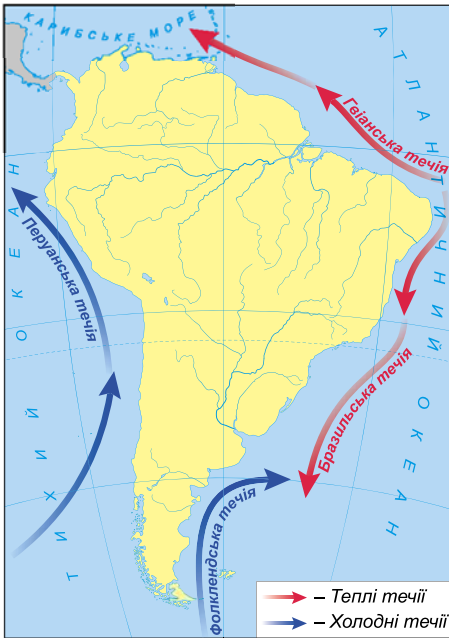 КАРИБСЬКЕ МОРЕ
АТЛАНТИЧНИЙ ОКЕАН
Гвіанська течія
ТИХИЙ ОКЕАН
Перуанська течія
Бразильська течія
Фолклендська течія
– Теплі течії
– Холодні течії